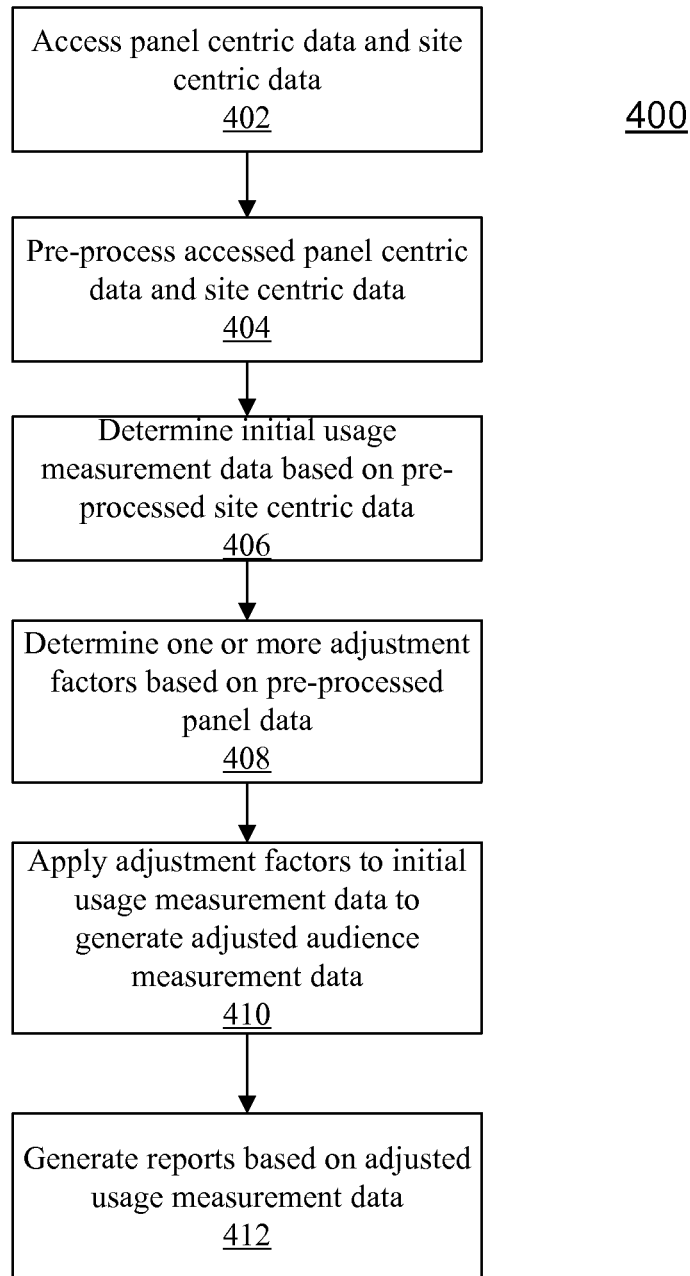 Access panel centric data and site
centric data
402
400
Pre-process accessed panel centric
data and site centric data
404
Determine initial usage
measurement data based on pre-
processed site centric data
406
Determine one or more adjustment
factors based on pre-processed
panel data
408
Apply adjustment factors to initial
usage measurement data to
generate adjusted audience
measurement data
410
Generate reports based on adjusted
usage measurement data
412